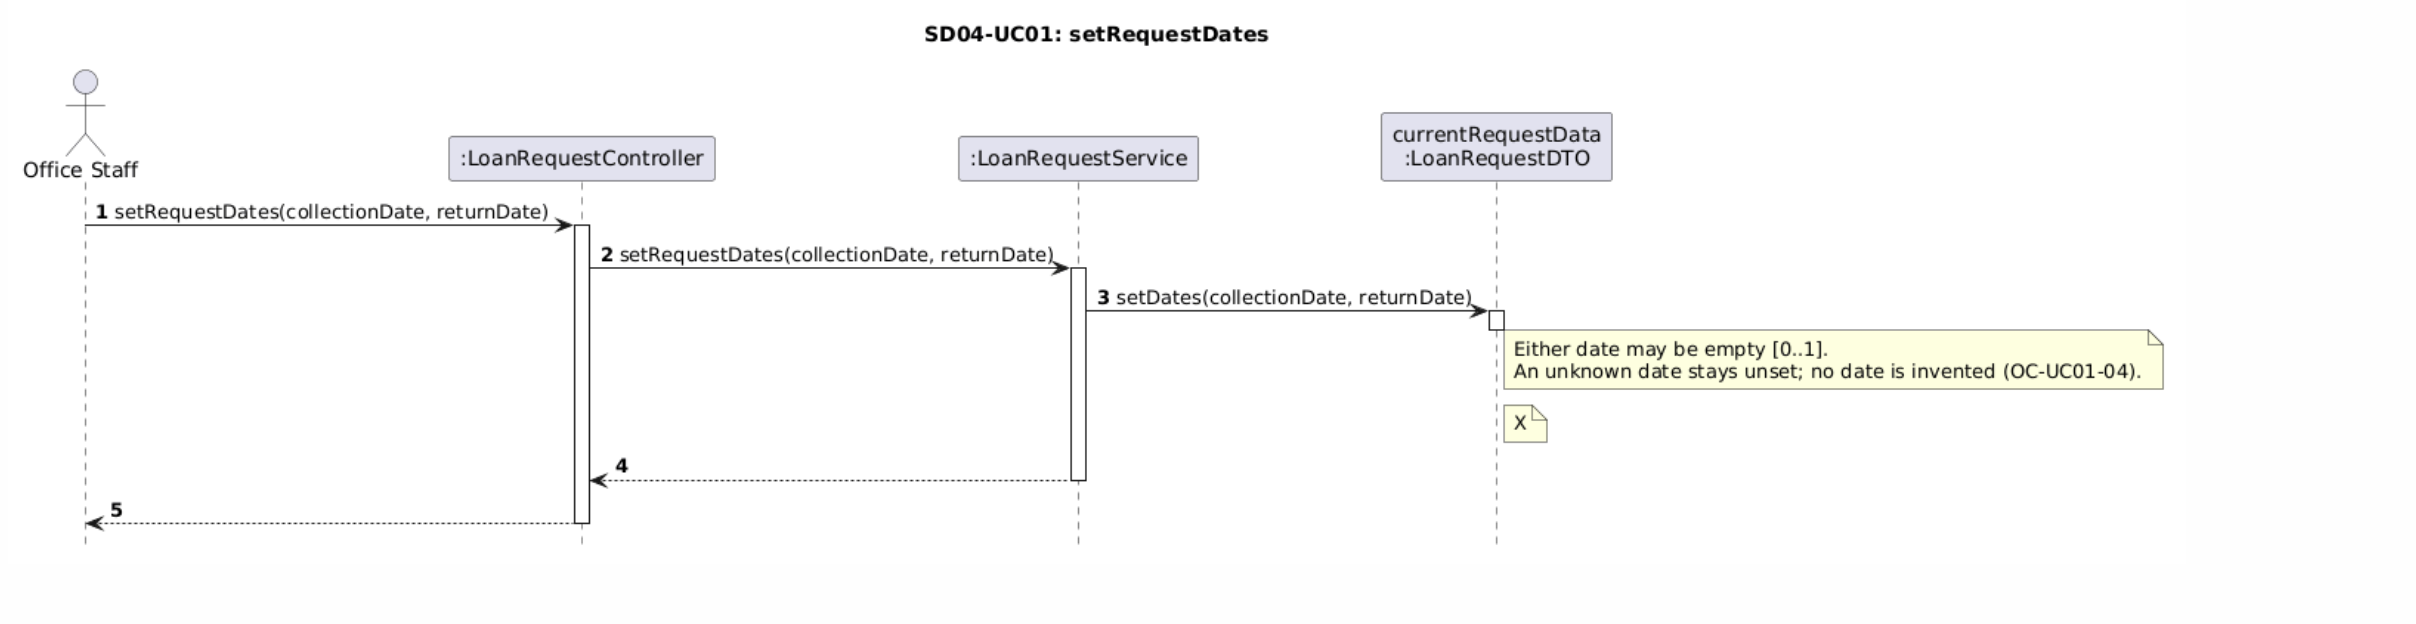 SD04-UC01: setRequestDates
Office Staff
:LoanRequestController
:LoanRequestService
currentRequestData
:LoanRequestDTO
1 setRequestDates(collectionDate, returnDate)
2 setRequestDates(collectionDate, returnDate)
3 setDates(collectionDate, returnDate)
Either date may be empty [0..1].
An unknown date stays unset; no date is invented (OC-UC01-04).
X
4
5